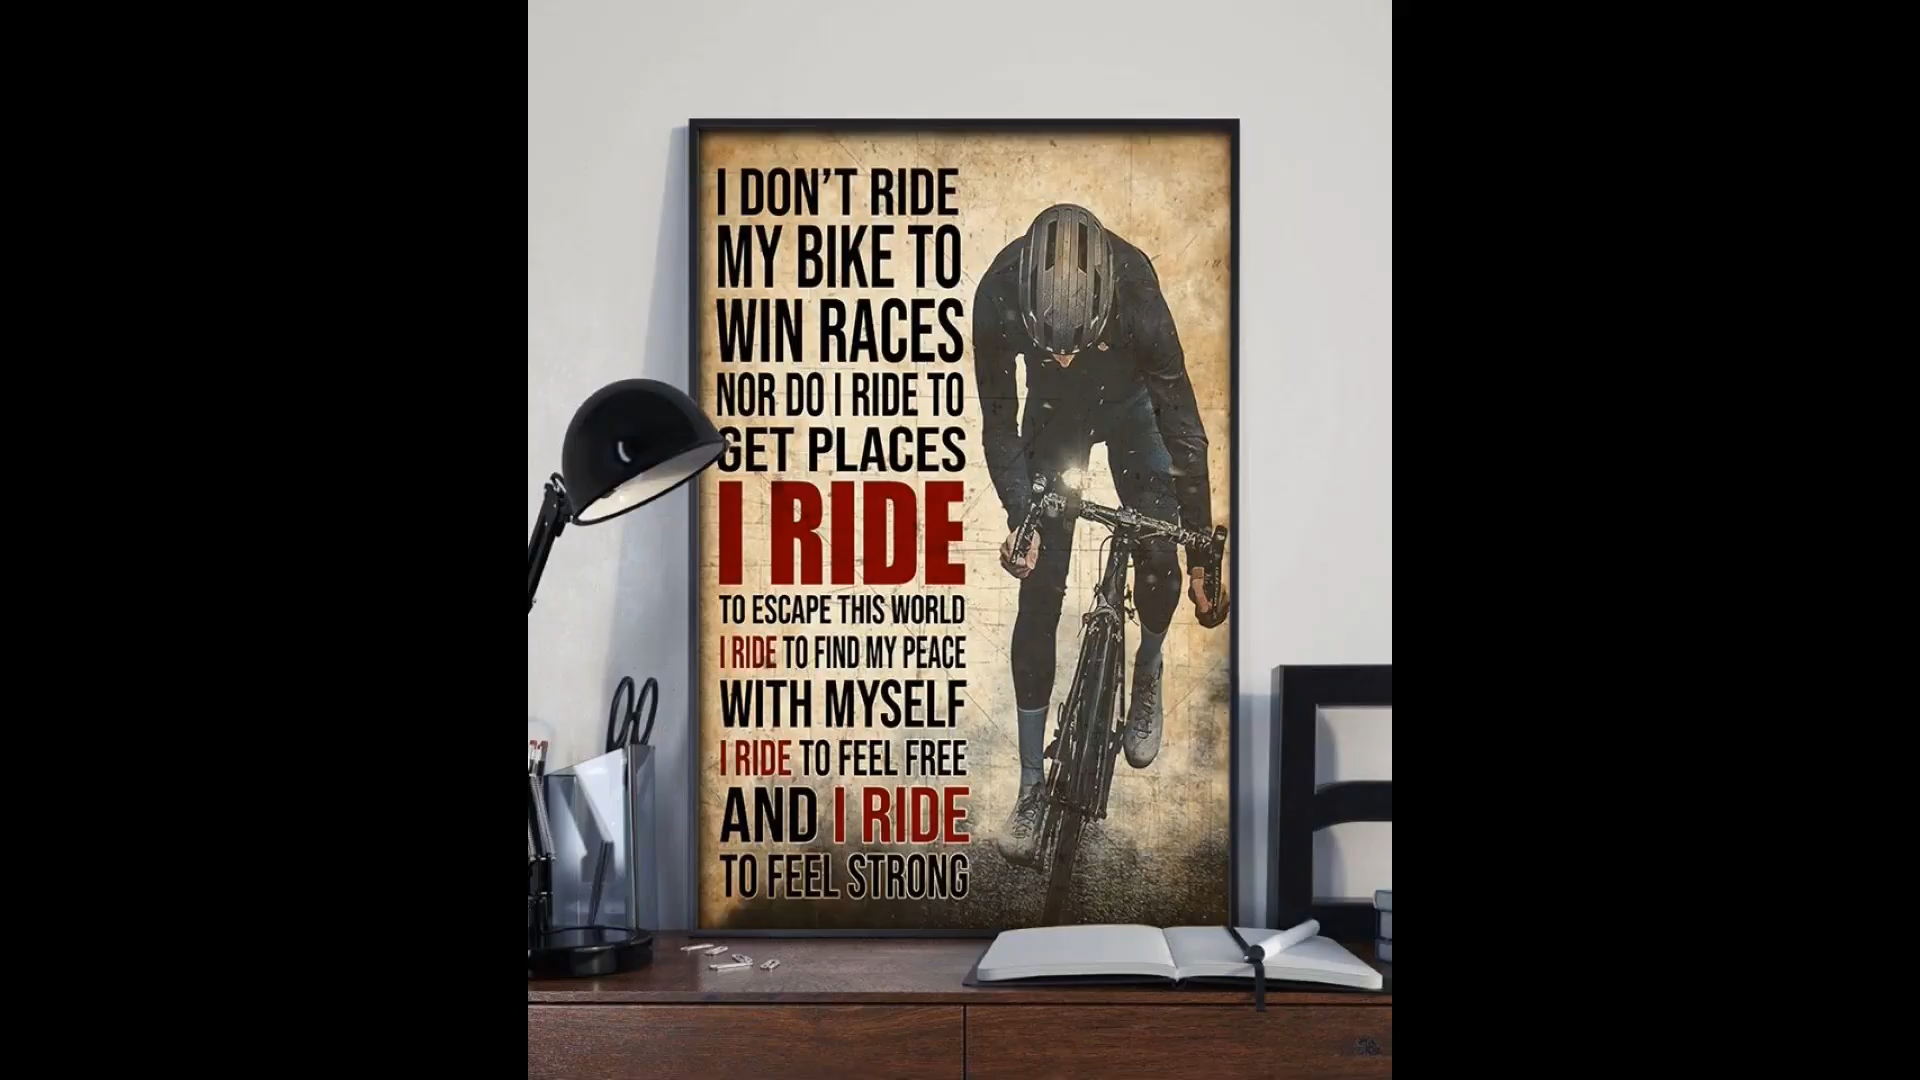 I DON'T RIDE
MY BIKE TO
WIN RACES
NOR DO I RIDE TO
GET PLACES
I RIDE
TO ESCAPE THIS WORLD
I RIDE TO FIND MY PEACE
WITH MYSELF
I RIDE TO FEEL FREE
AND I RIDE
TO FEEL STRONG